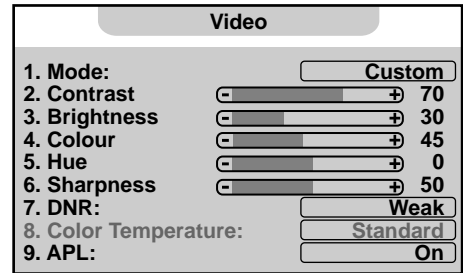 Video
1. Mode: Custom
2. Contrast - + 70
3. Brightness - + 30
4. Colour - + 45
5. Hue - + 0
6. Sharpness - + 50
7. DNR: Weak
8. Color Temperature: Standard
9. APL: On